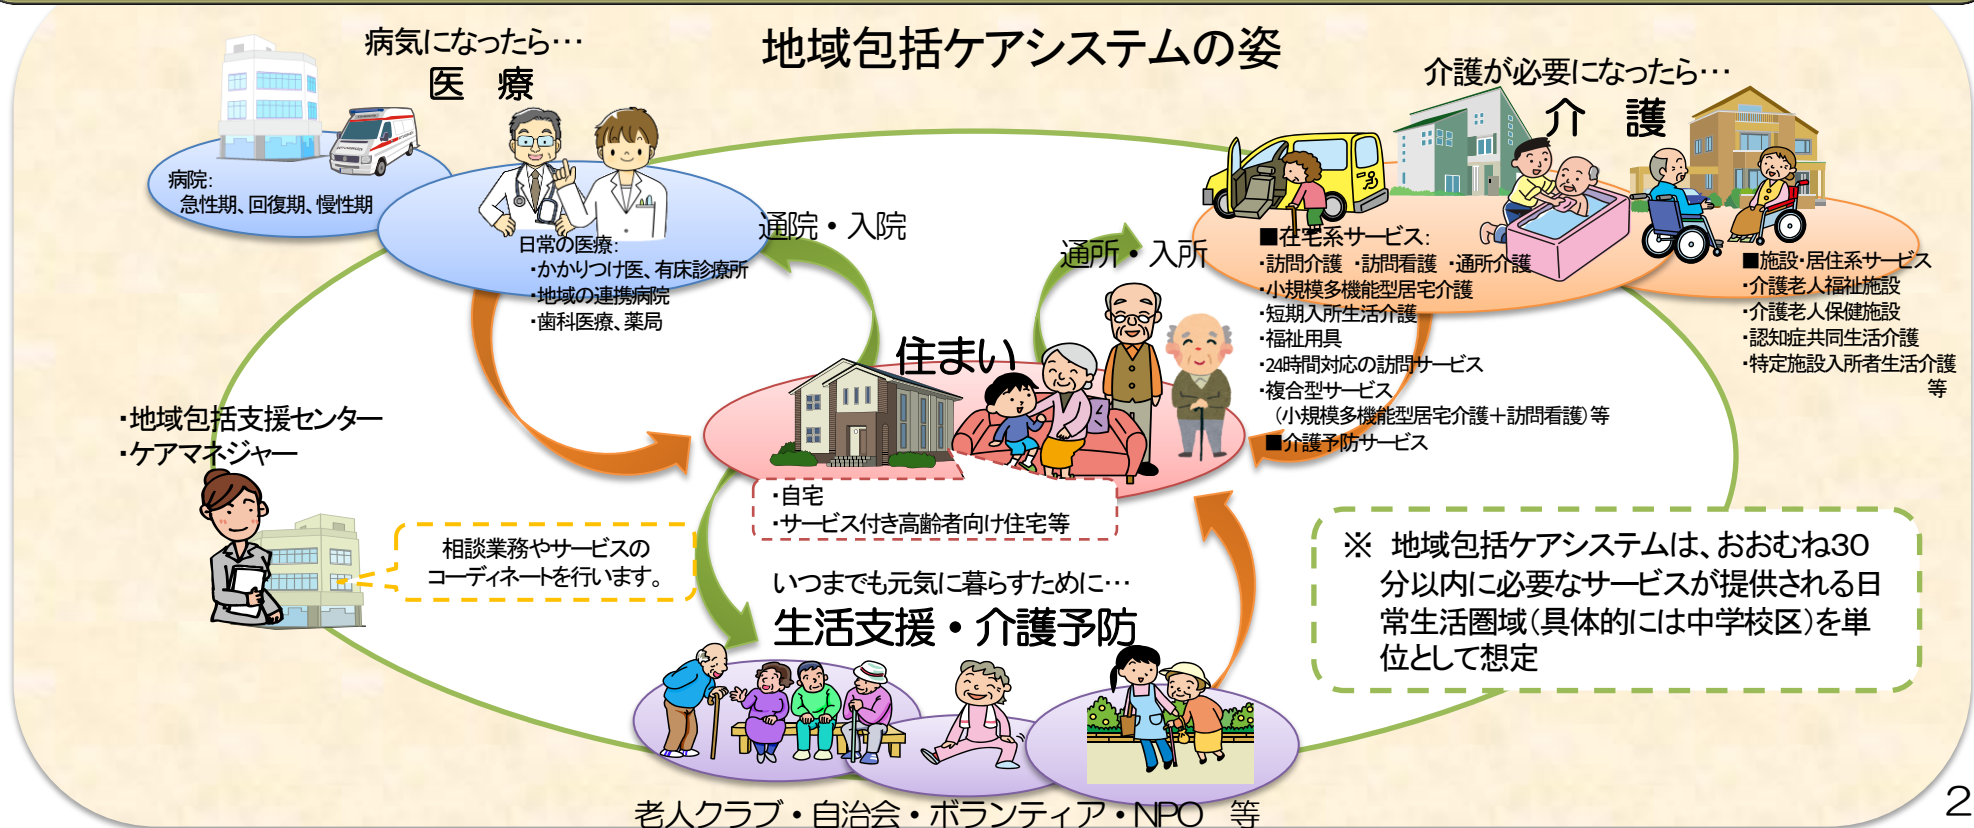 地域包括ケアシステムの姿
病気になったら…
医 療
病院:
急性期、回復期、慢性期
日常の医療:
・かかりつけ医、有床診療所
・地域の連携病院
・歯科医療、薬局
通院・入院
通所・入所
介護が必要になったら…
介 護
■在宅系サービス:
・訪問介護 ・訪問看護 ・通所介護
・小規模多機能型居宅介護
・短期入所生活介護
・福祉用具
・24時間対応の訪問サービス
・複合型サービス
（小規模多機能型居宅介護＋訪問看護）等
■介護予防サービス
■施設・居住系サービス
・介護老人福祉施設
・介護老人保健施設
・認知症共同生活介護
・特定施設入所者生活介護
等
住まい
・自宅
・サービス付き高齢者向け住宅等
・地域包括支援センター
・ケアマネジャー
相談業務やサービスの
コーディネートを行います。
いつまでも元気に暮らすために…
生活支援・介護予防
※ 地域包括ケアシステムは、おおむね30
分以内に必要なサービスが提供される日
常生活圏域（具体的には中学校区）を単
位として想定
老人クラブ・自治会・ボランティア・NPO 等
2